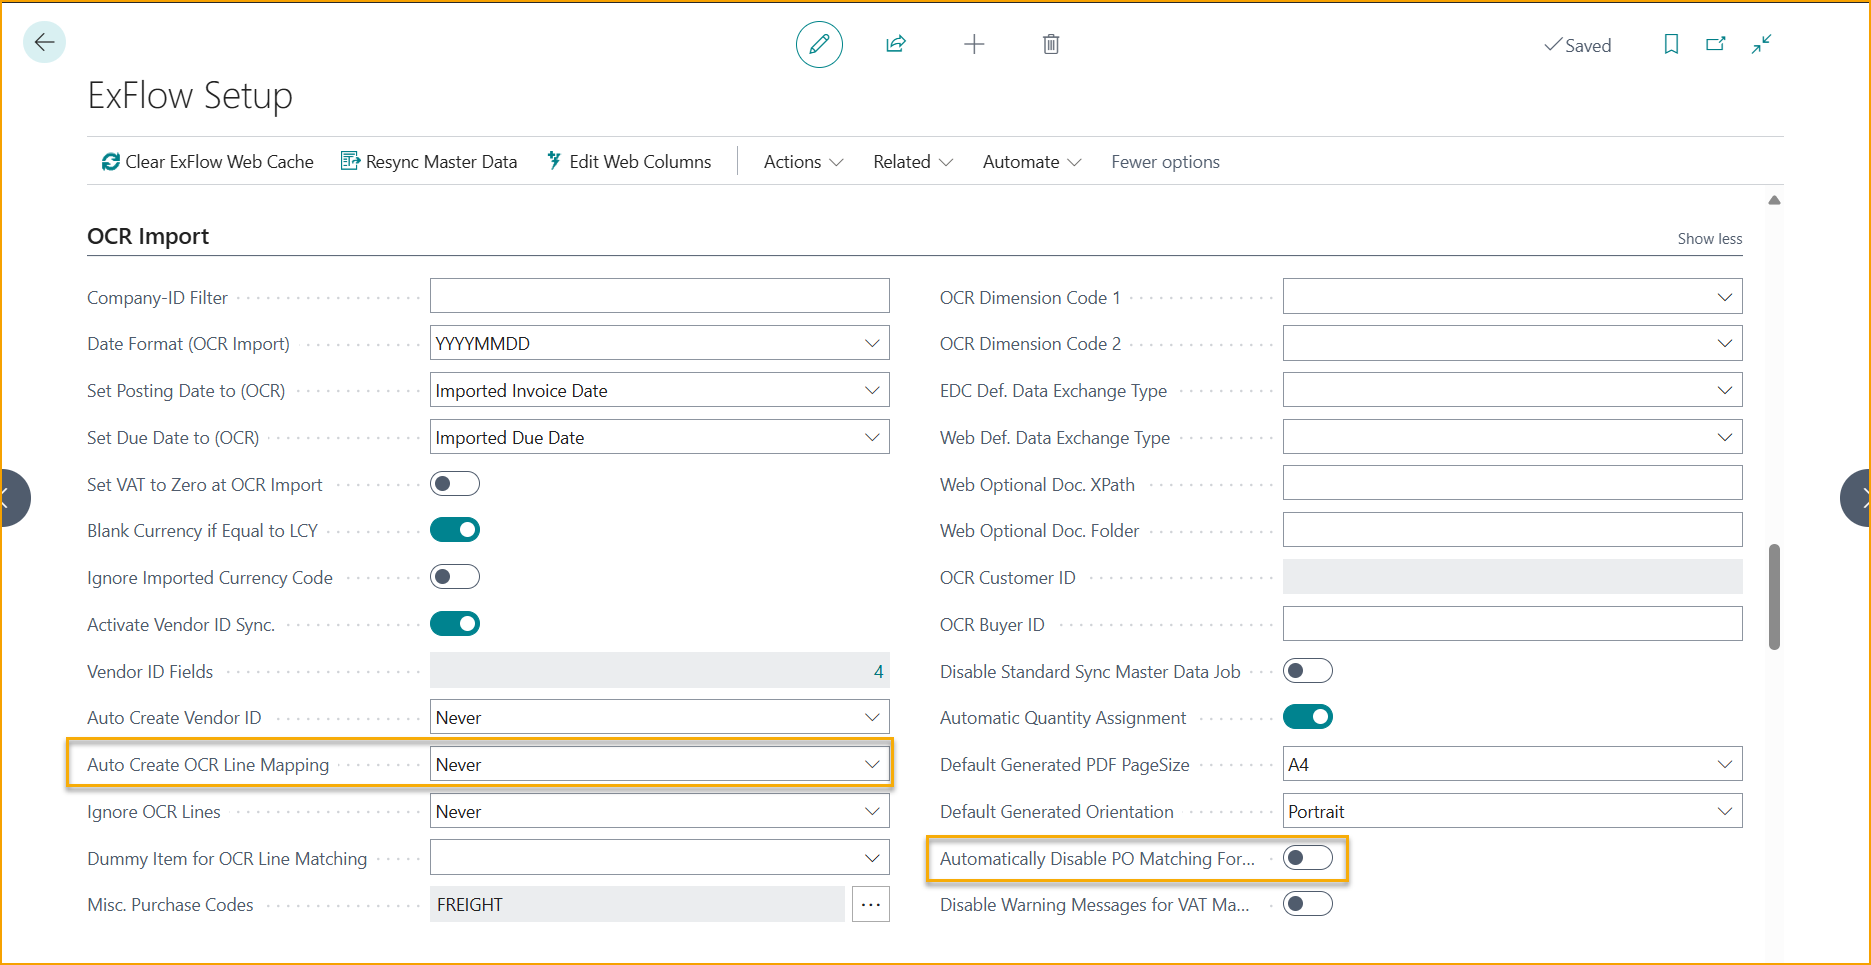 Saved
ExFlow Setup
Clear ExFlow Web Cache
Resync Master Data
Edit Web Columns
Actions
Related
Automate
Fewer options
OCR Import
Show less
Company-ID Filter
Date Format (OCR Import)
YYYYMMDD
Set Posting Date to (OCR)
Imported Invoice Date
Set Due Date to (OCR)
Imported Due Date
Set VAT to Zero at OCR Import
Blank Currency if Equal to LCY
Ignore Imported Currency Code
Activate Vendor ID Sync.
Vendor ID Fields
4
Auto Create Vendor ID
Never
Auto Create OCR Line Mapping
Never
Ignore OCR Lines
Never
Dummy Item for OCR Line Matching
Misc. Purchase Codes
FREIGHT
OCR Dimension Code 1
OCR Dimension Code 2
EDC Def. Data Exchange Type
Web Def. Data Exchange Type
Web Optional Doc. XPath
Web Optional Doc. Folder
OCR Customer ID
OCR Buyer ID
Disable Standard Sync Master Data Job
Automatic Quantity Assignment
Default Generated PDF PageSize
A4
Default Generated Orientation
Portrait
Automatically Disable PO Matching For...
Disable Warning Messages for VAT Ma...